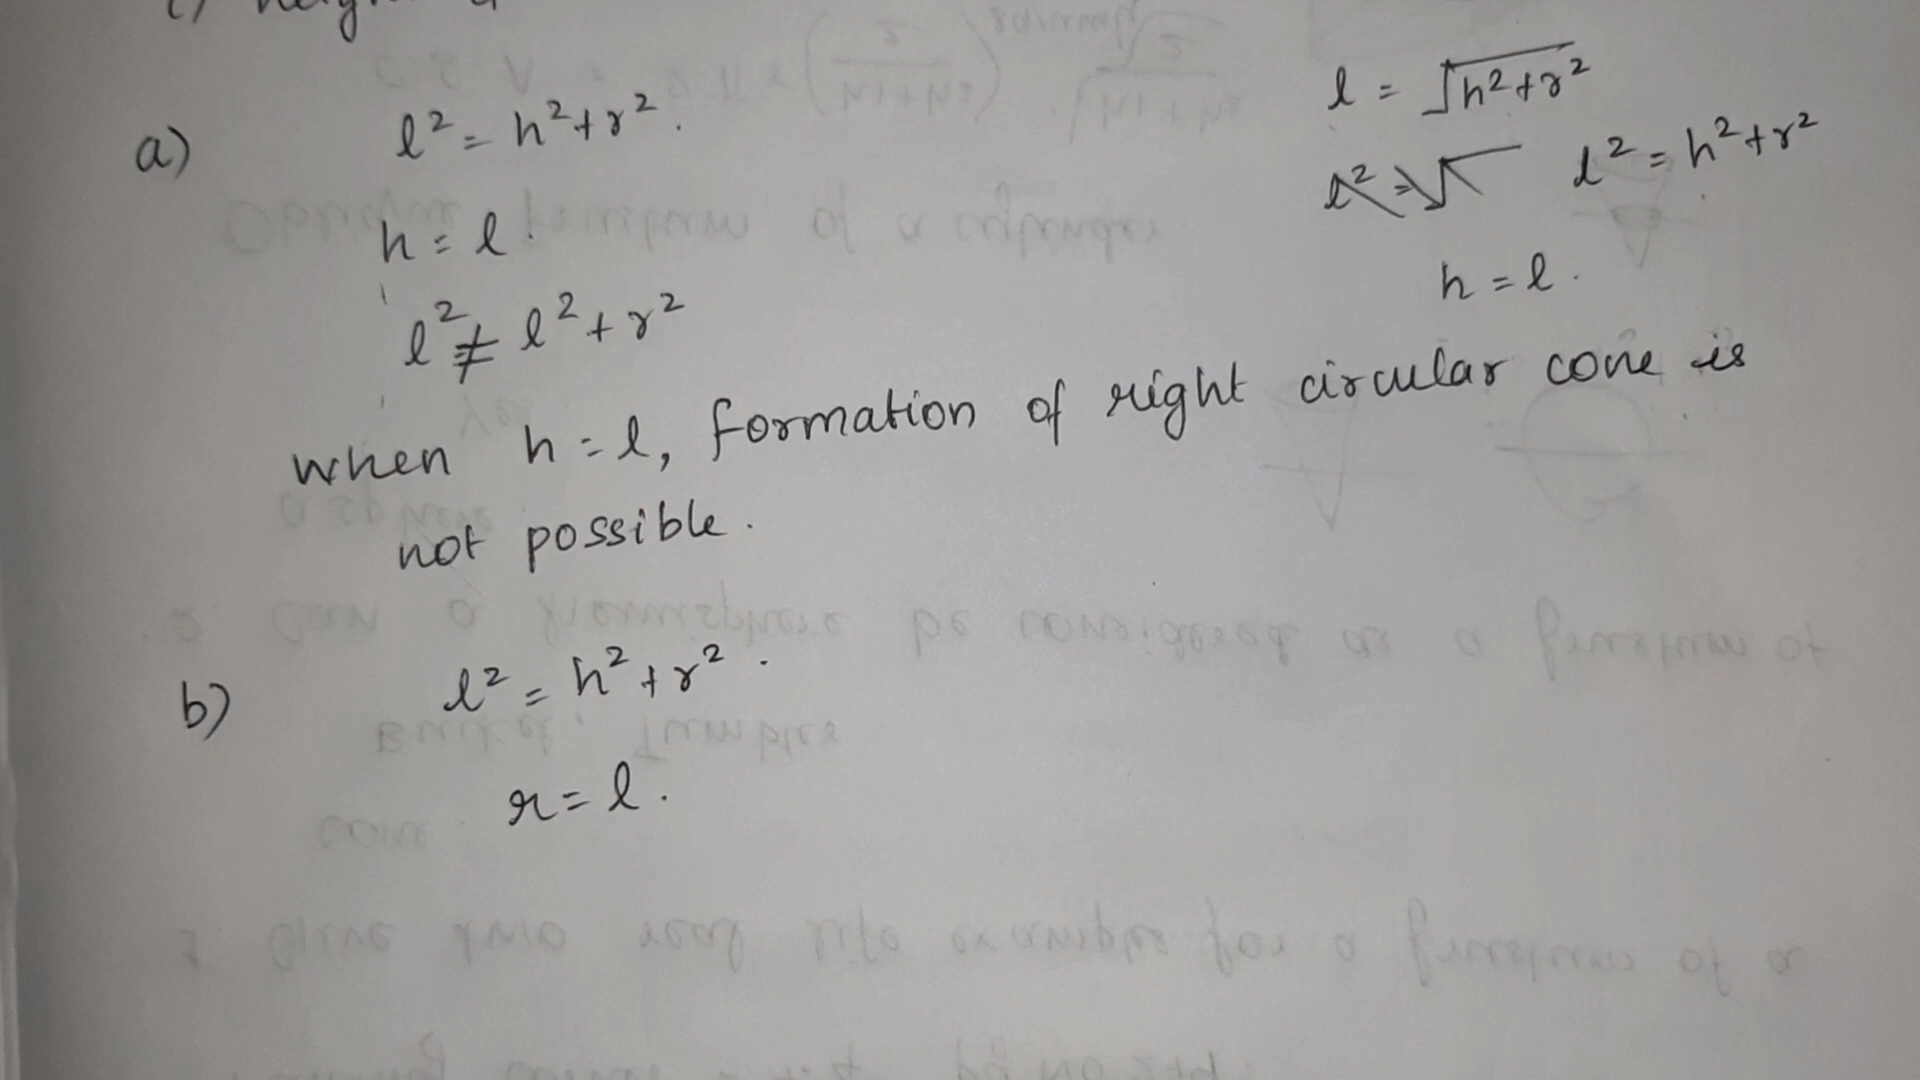 a) l² = h²+r².
h = l.
l² ≠ l²+r²
when h = l, formation of right circular cone is
not possible.
b) l² = h²+r².
r = l.
l = √h²+r²
l² = √ l² = h²+r²
h = l.